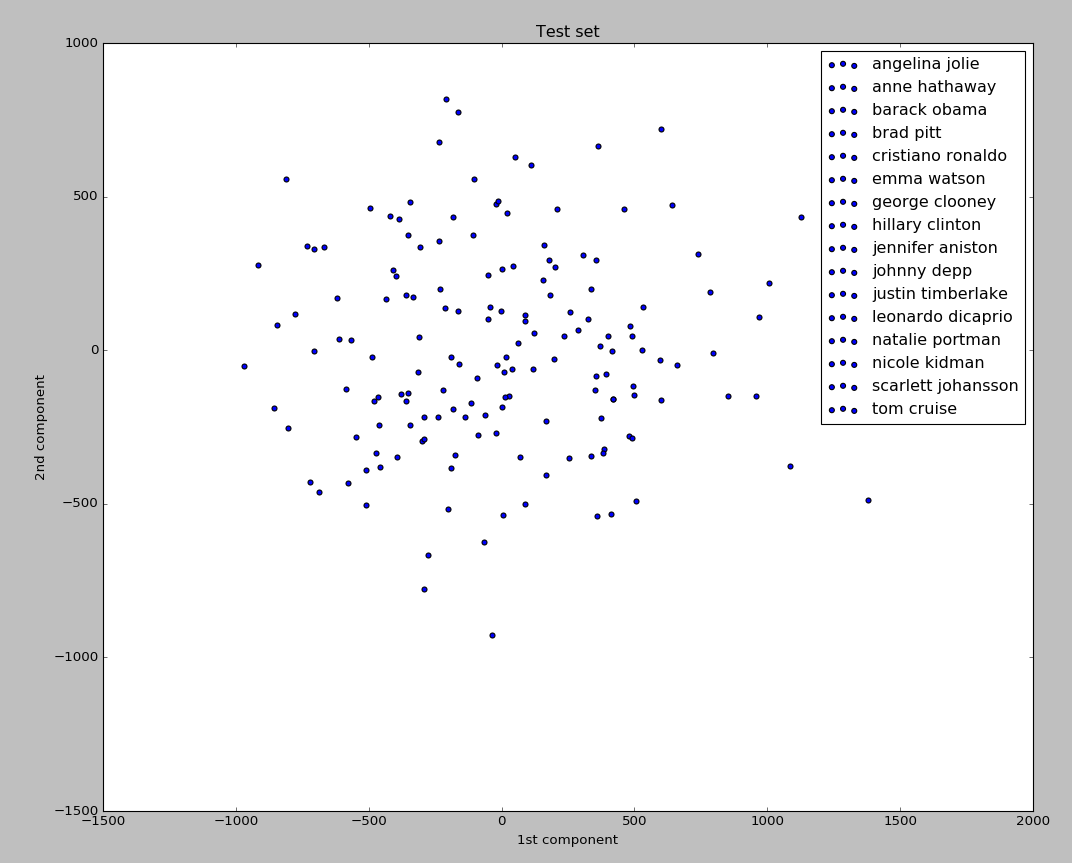 Test set
1000
500
0
−500
−1000
−1500
2nd component
−1500
−1000
−500
0
500
1000
1500
2000
1st component
angelina jolie
anne hathaway
barack obama
brad pitt
cristiano ronaldo
emma watson
george clooney
hillary clinton
jennifer aniston
johnny depp
justin timberlake
leonardo dicaprio
natalie portman
nicole kidman
scarlett johansson
tom cruise